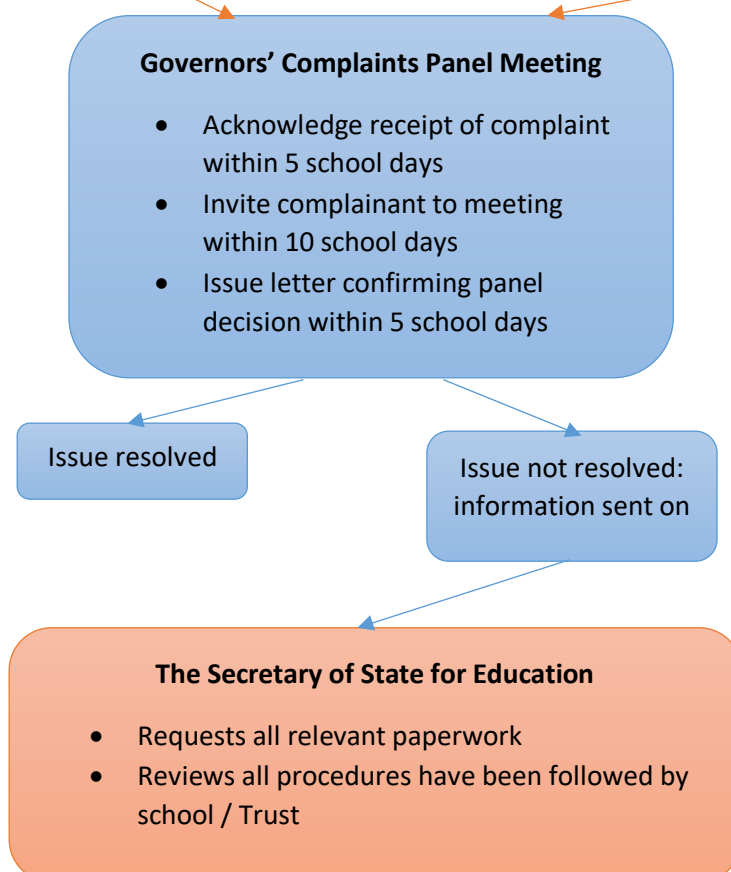 Governors’ Complaints Panel Meeting
• Acknowledge receipt of complaint
within 5 school days
• Invite complainant to meeting
within 10 school days
• Issue letter confirming panel
decision within 5 school days
Issue resolved
Issue not resolved:
information sent on
The Secretary of State for Education
• Requests all relevant paperwork
• Reviews all procedures have been followed by
school / Trust